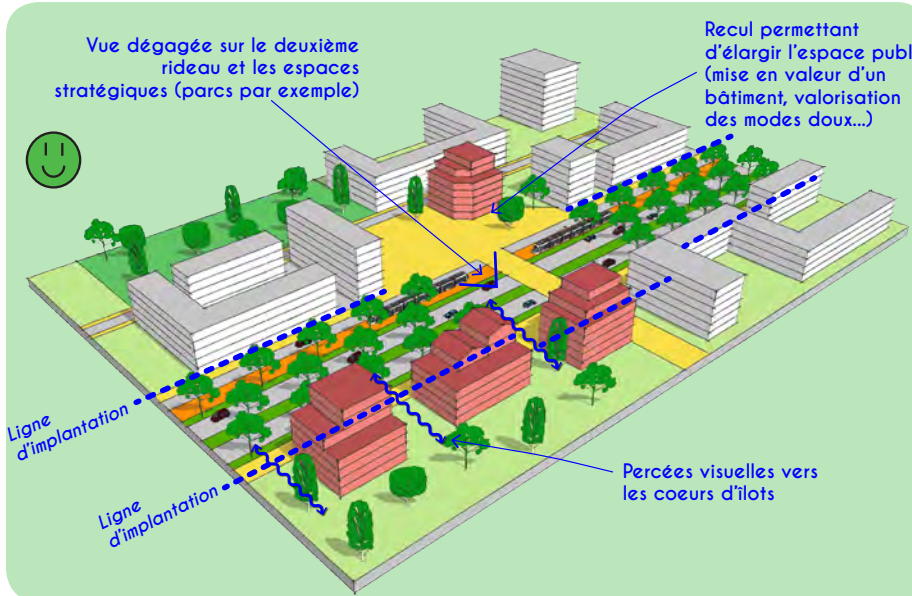 Vue dégagée sur le deuxième
rideau et les espaces
stratégiques (parcs par exemple)
Recul permettant
d'élargir l'espace publ
(mise en valeur d'un
bâtiment, valorisation
des modes doux...)
Ligne
d'implantation
Ligne
d'implantation
Percées visuelles vers
les coeurs d'îlots